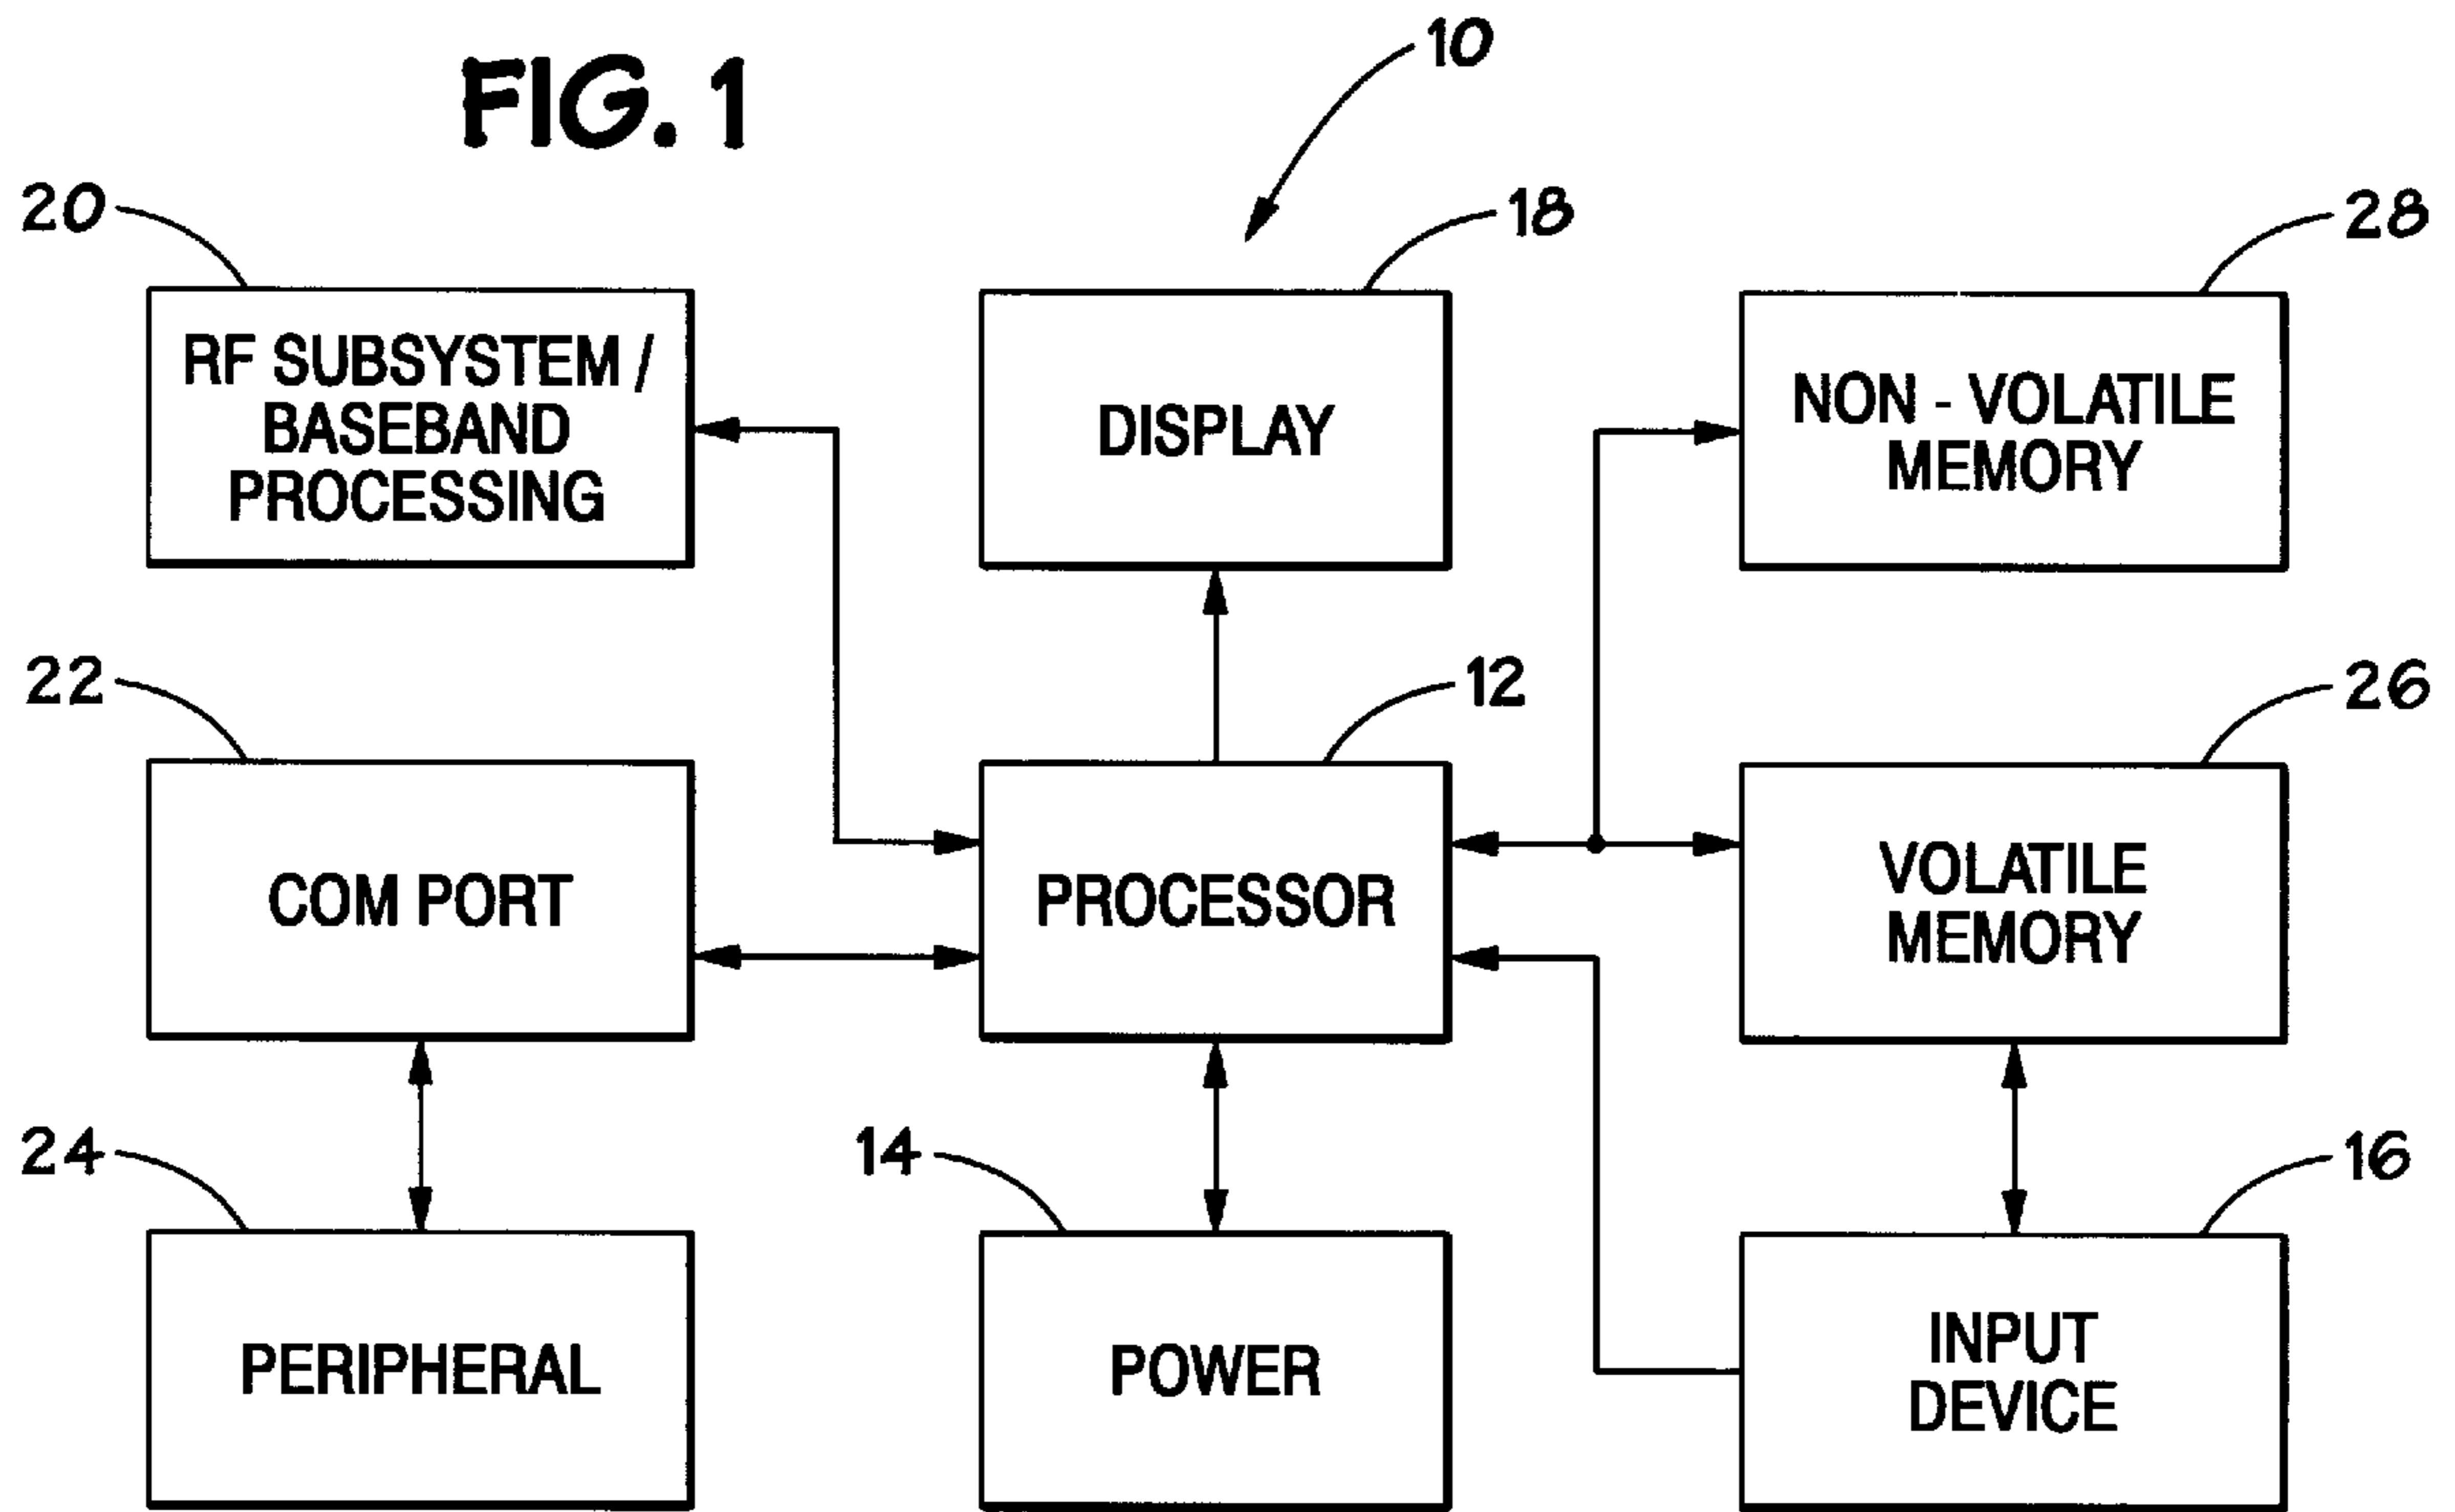 FIG. 1
10
20
18
28
RF SUBSYSTEM /
BASEBAND
PROCESSING
DISPLAY
NON - VOLATILE
MEMORY
22
12
26
COM PORT
PROCESSOR
VOLATILE
MEMORY
24
14
16
PERIPHERAL
POWER
INPUT
DEVICE